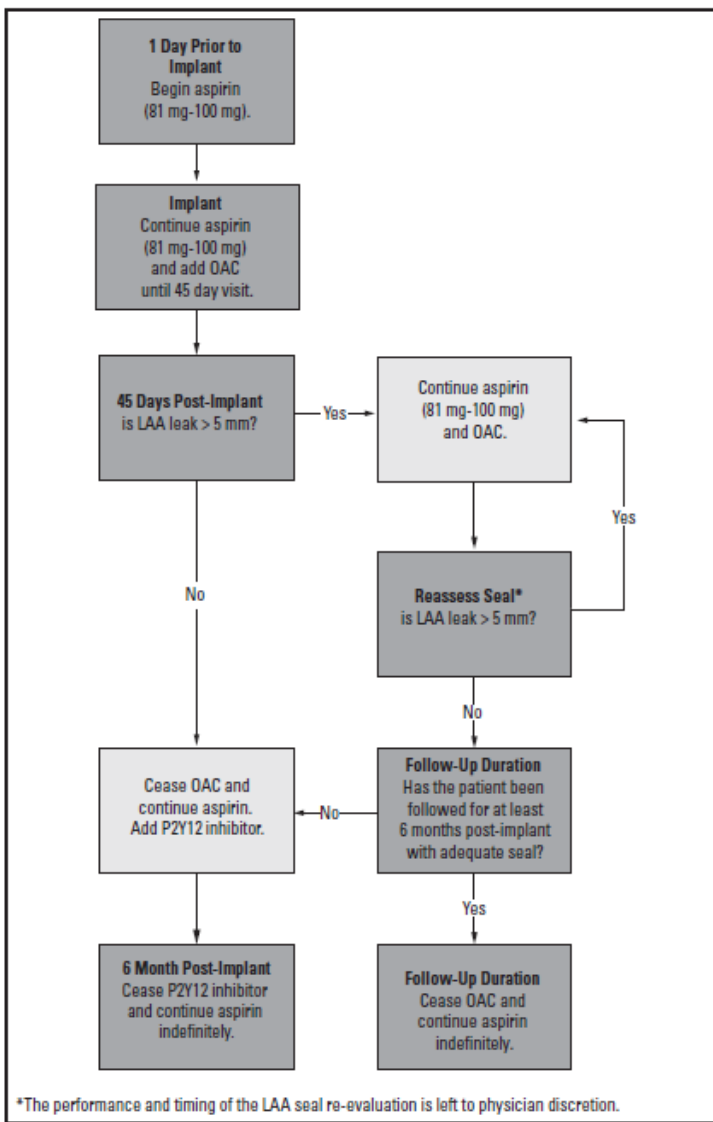 1 Day Prior to
Implant
Begin aspirin
(81 mg-100 mg).
Implant
Continue aspirin
(81 mg-100 mg)
and add OAC
until 45 day visit.
45 Days Post-Implant
is LAA leak > 5 mm?
Yes
Continue aspirin
(81 mg-100 mg)
and OAC.
Yes
No
Reassess Seal*
is LAA leak > 5 mm?
No
Cease OAC and
continue aspirin.
Add P2Y12 inhibitor.
No
Follow-Up Duration
Has the patient been
followed for at least
6 months post-implant
with adequate seal?
Yes
6 Month Post-Implant
Cease P2Y12 inhibitor
and continue aspirin
indefinitely.
Follow-Up Duration
Cease OAC and
continue aspirin
indefinitely.
*The performance and timing of the LAA seal re-evaluation is left to physician discretion.